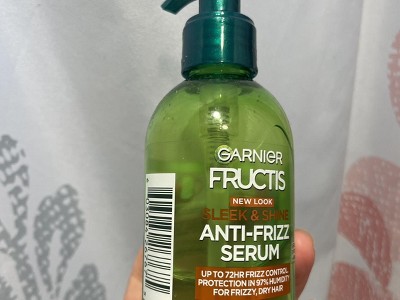 GARNIER
FRUCTIS
NEW LOOK
SLEEK & SHINE
ANTI-FRIZZ
SERUM
UP TO 72HR FRIZZ CONTROL
PROTECTION IN 97% HUMIDITY
FOR FRIZZY, DRY HAIR